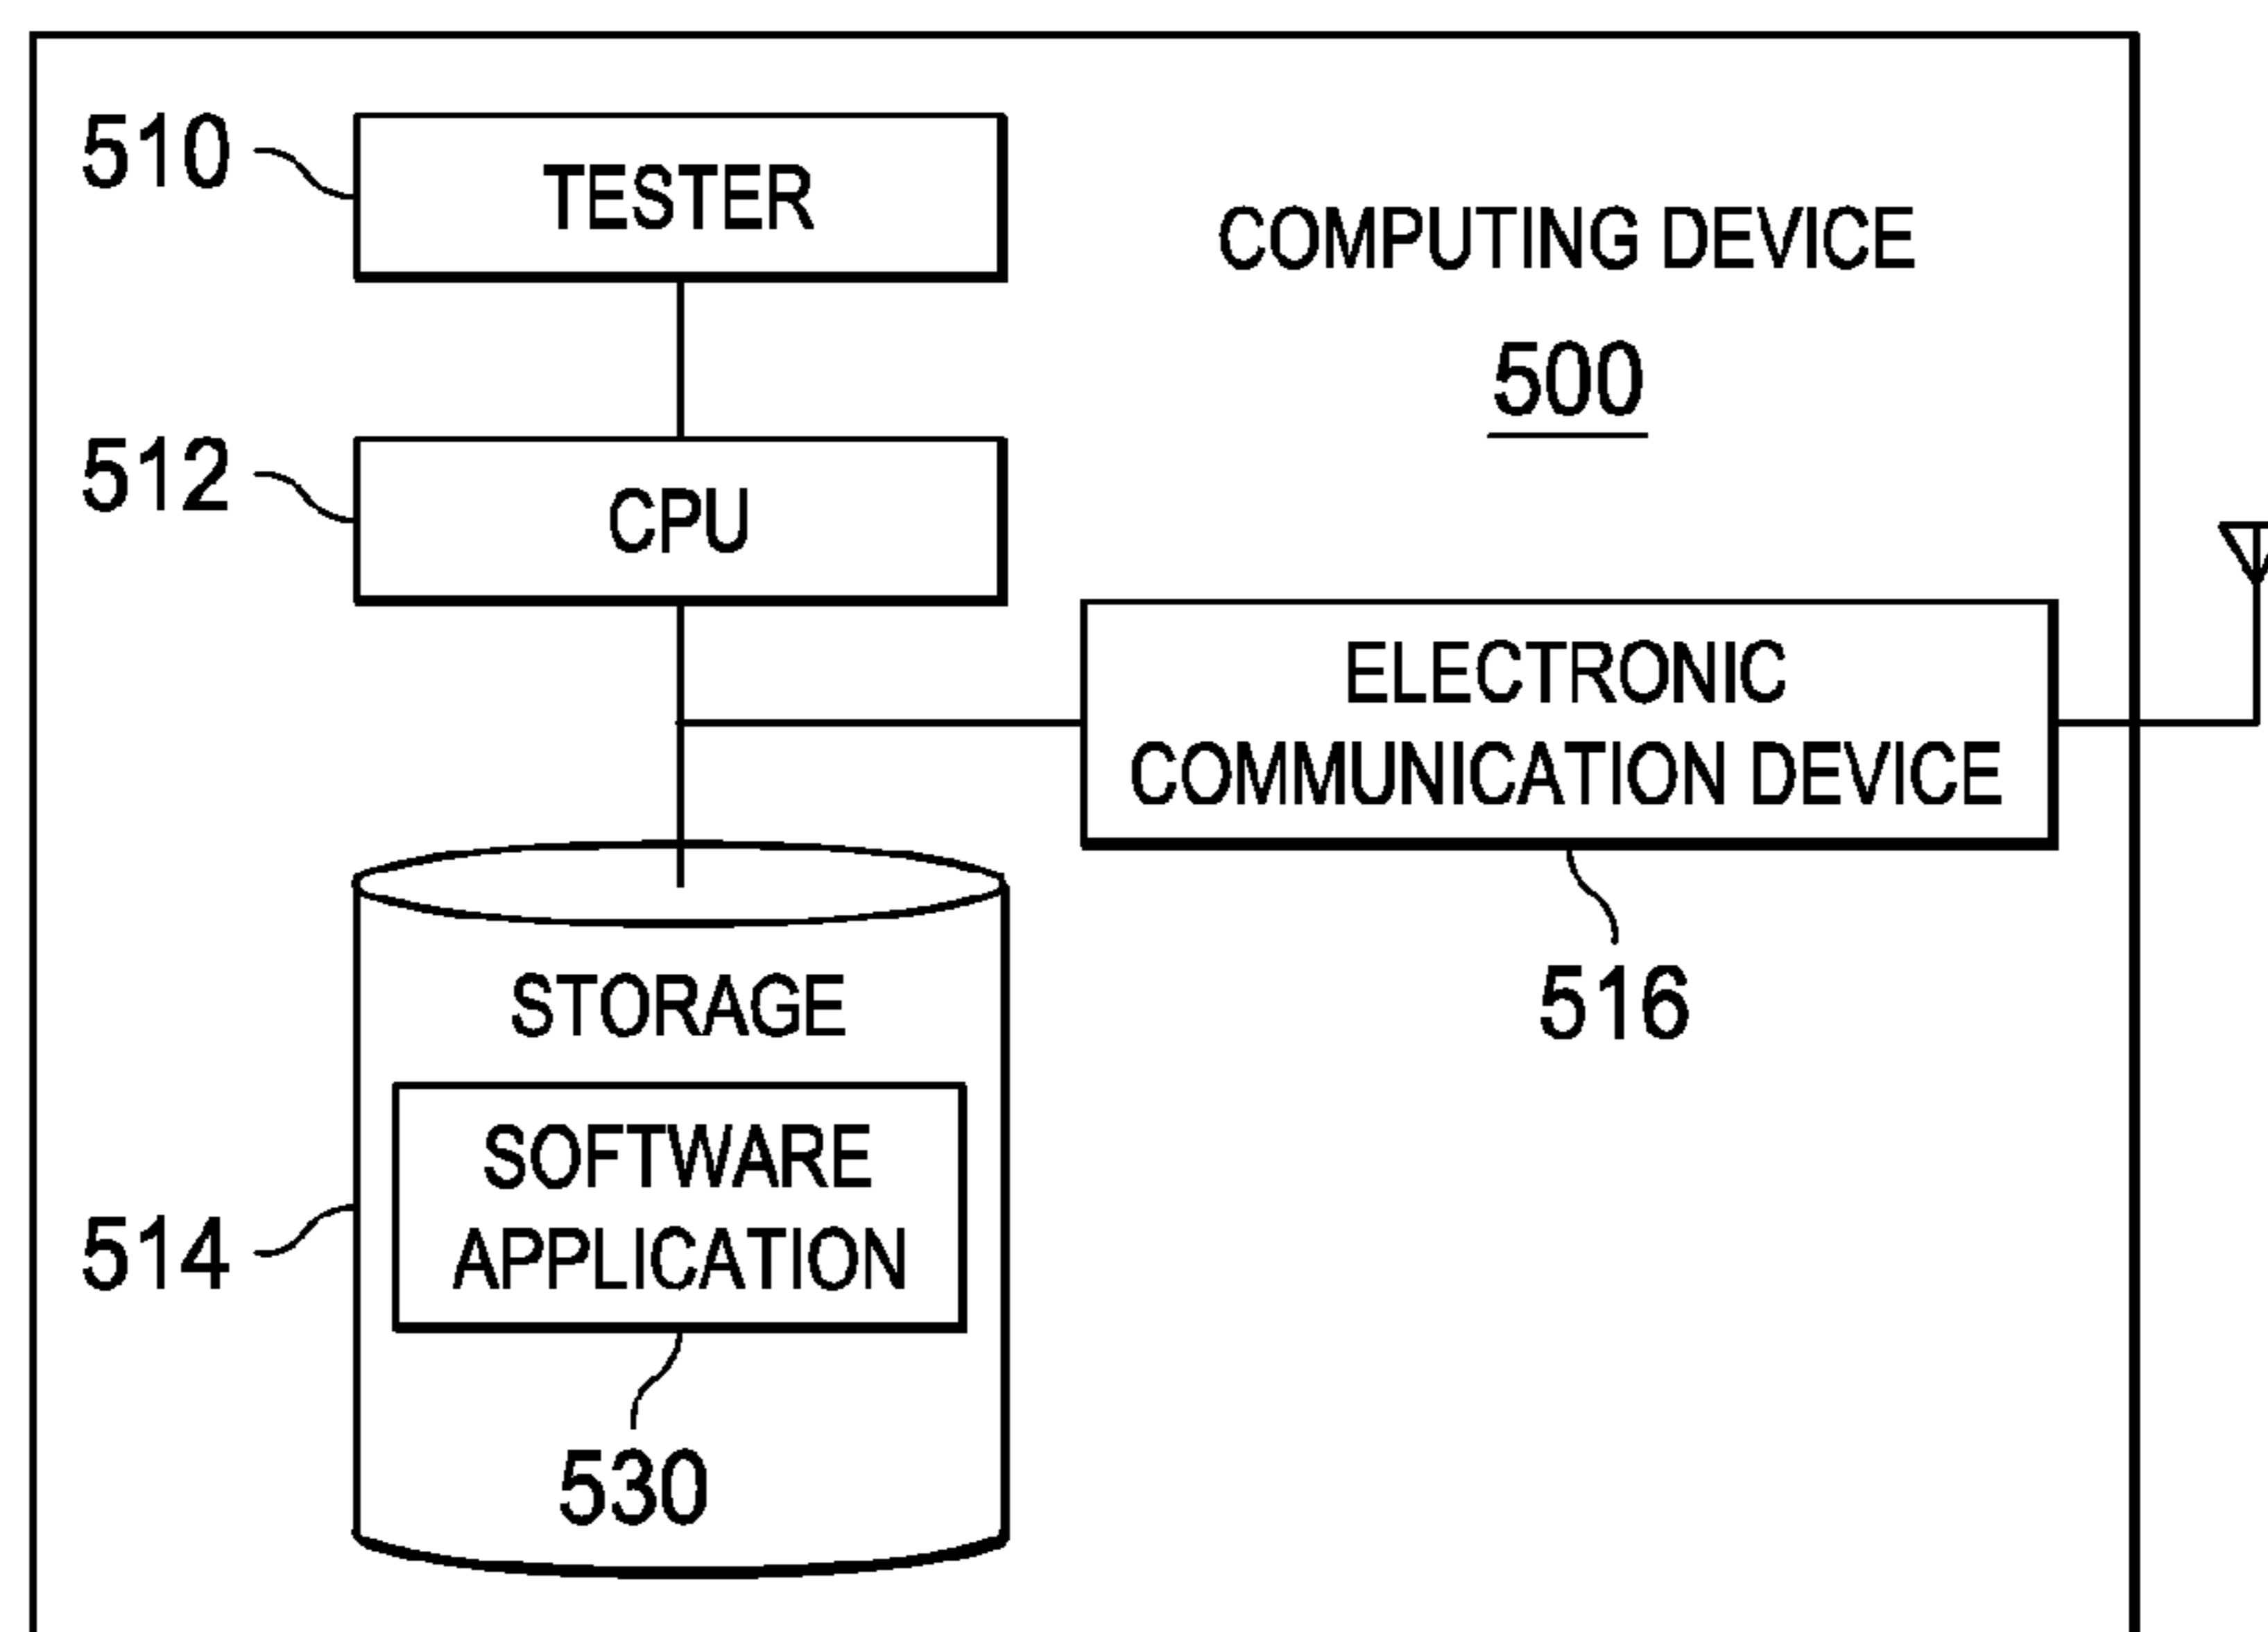 510
TESTER
COMPUTING DEVICE
500
512
CPU
ELECTRONIC
COMMUNICATION DEVICE
516
STORAGE
SOFTWARE
APPLICATION
514
530